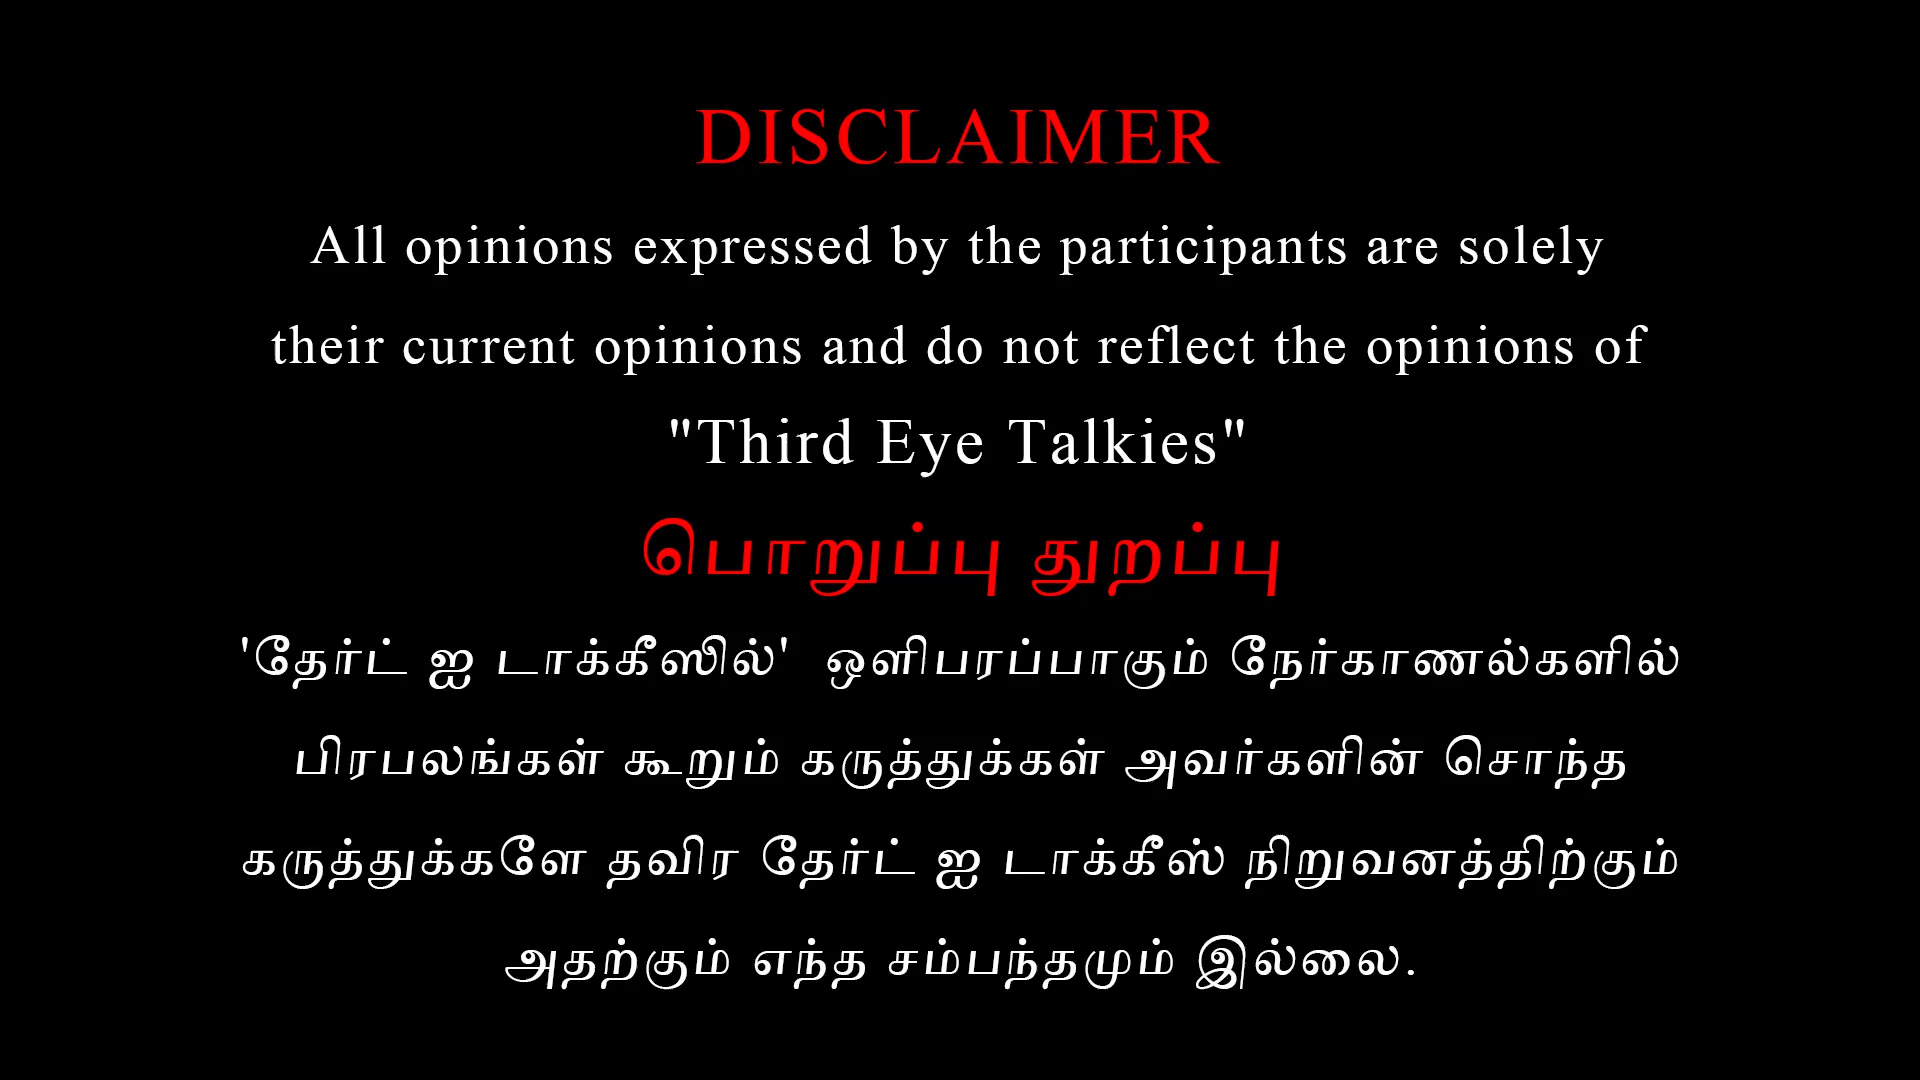 DISCLAIMER
All opinions expressed by the participants are solely
their current opinions and do not reflect the opinions of
"Third Eye Talkies"
பொறுப்பு துறப்பு
'தேர்ட் ஐ டாக்கீஸில்' ஒளிபரப்பாகும் நேர்காணல்களில்
பிரபலங்கள் கூறும் கருத்துக்கள் அவர்களின் சொந்த
கருத்துக்களே தவிர தேர்ட் ஐ டாக்கீஸ் நிறுவனத்திற்கும்
அதற்கும் எந்த சம்பந்தமும் இல்லை.